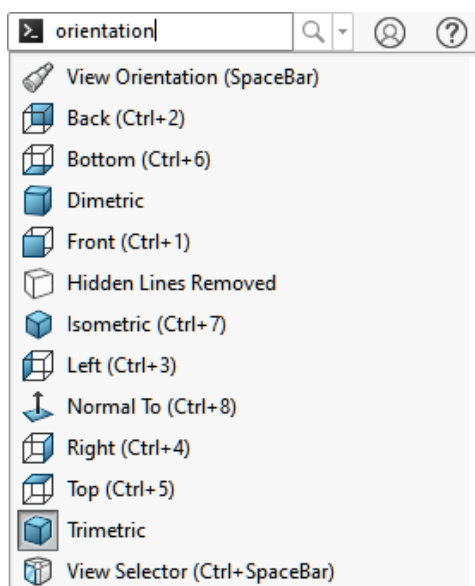 orientation
View Orientation (SpaceBar)
Back (Ctrl+2)
Bottom (Ctrl+6)
Dimetric
Front (Ctrl+1)
Hidden Lines Removed
Isometric (Ctrl+7)
Left (Ctrl+3)
Normal To (Ctrl+8)
Right (Ctrl+4)
Top (Ctrl+5)
Trimetric
View Selector (Ctrl+SpaceBar)